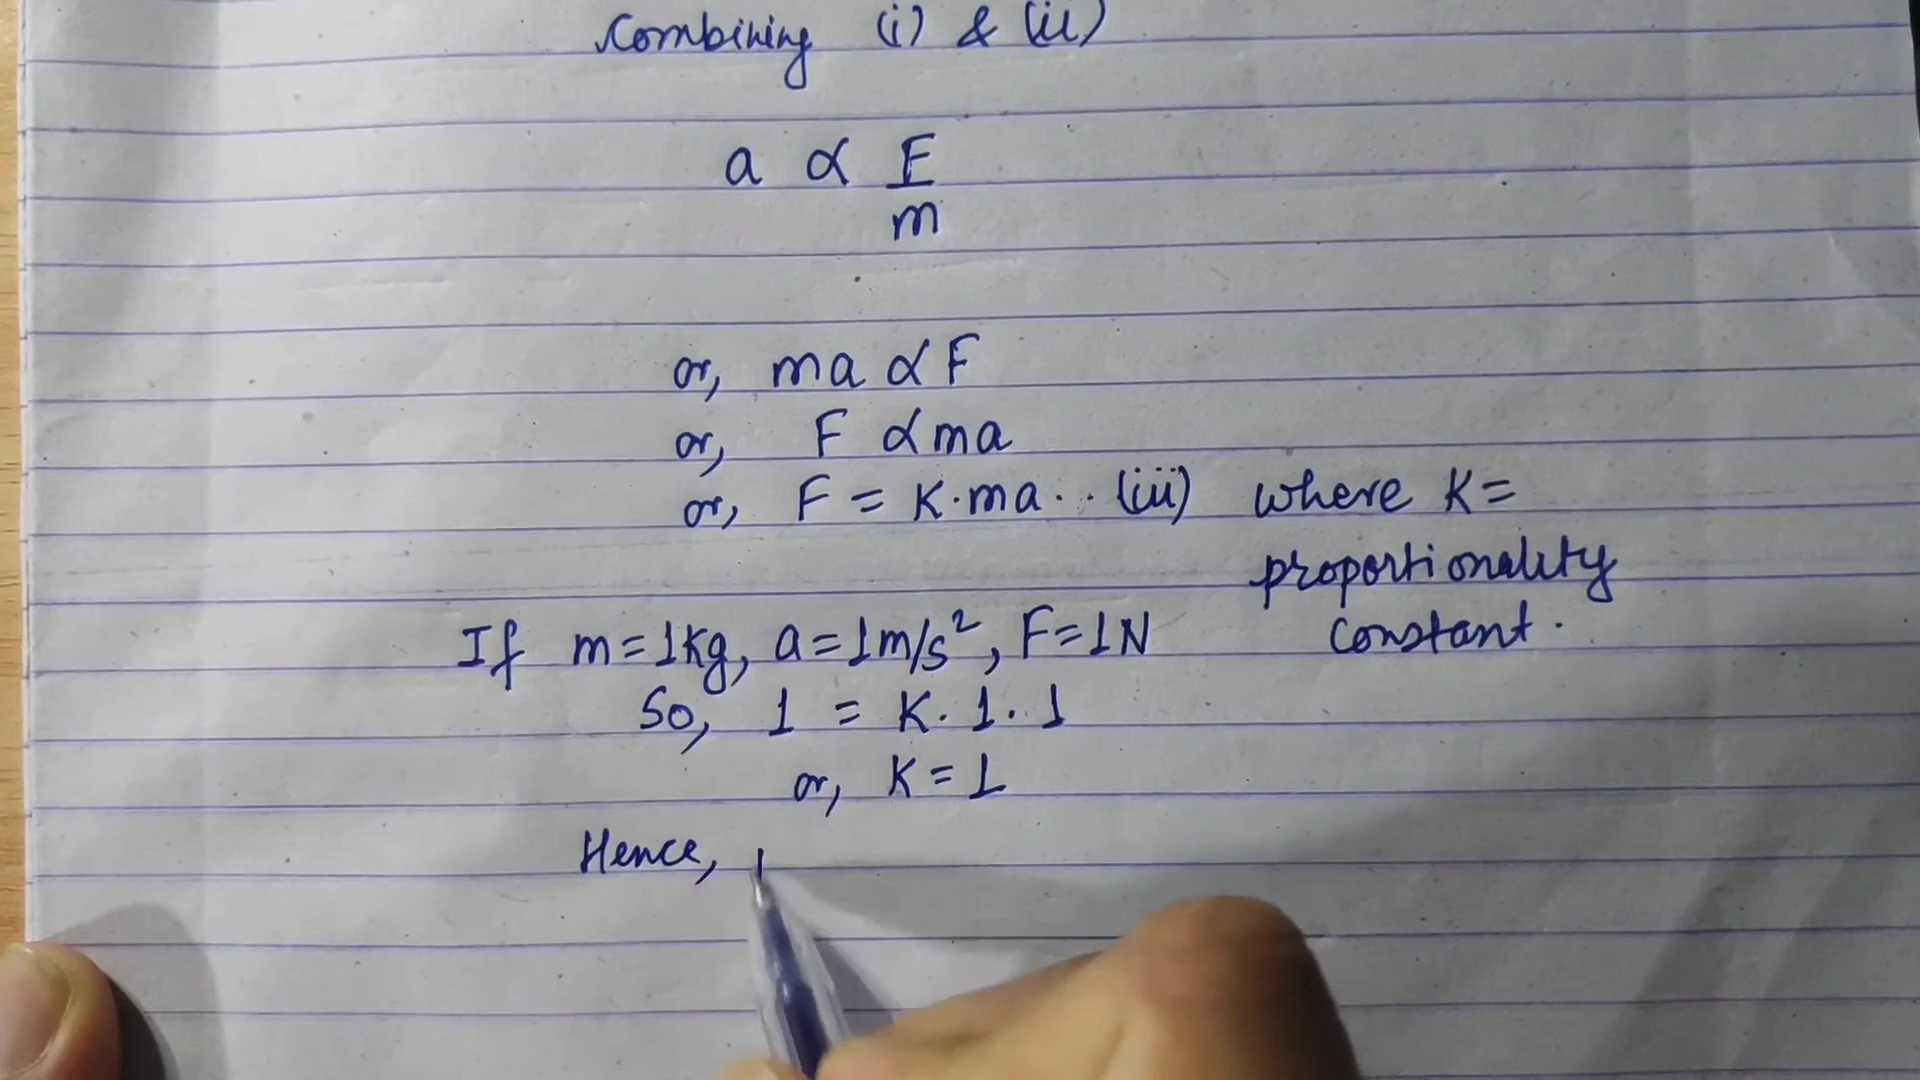 Combining (i) & (ii)
a ∝ F/m
or, ma ∝ F
or, F ∝ ma
or, F = K·ma·· (iii) where K =
proportionality
constant.
If m=1Kg, a=1m/s², F=1N
So, 1 = K. 1. 1
or, K = 1
Hence,